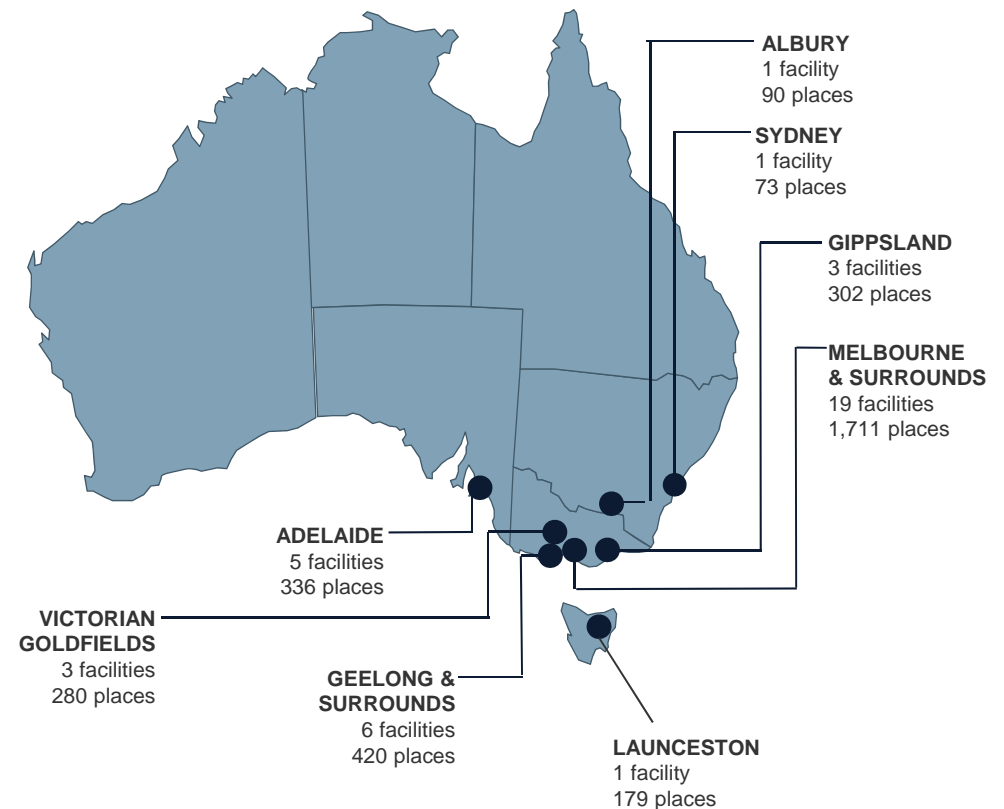 ALBURY
1 facility
90 places
SYDNEY
1 facility
73 places
GIPPSLAND
3 facilities
302 places
MELBOURNE
& SURROUNDS
19 facilities
1,711 places
ADELAIDE
5 facilities
336 places
VICTORIAN
GOLDFIELDS
3 facilities
280 places
GEELONG &
SURROUNDS
6 facilities
420 places
LAUNCESTON
1 facility
179 places